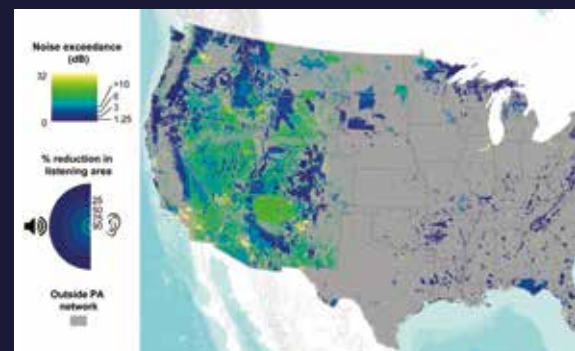 Noise exceedance
(dB)
32
>10
6
3
0
1.25
% reduction in
listening area
Outside PA
network